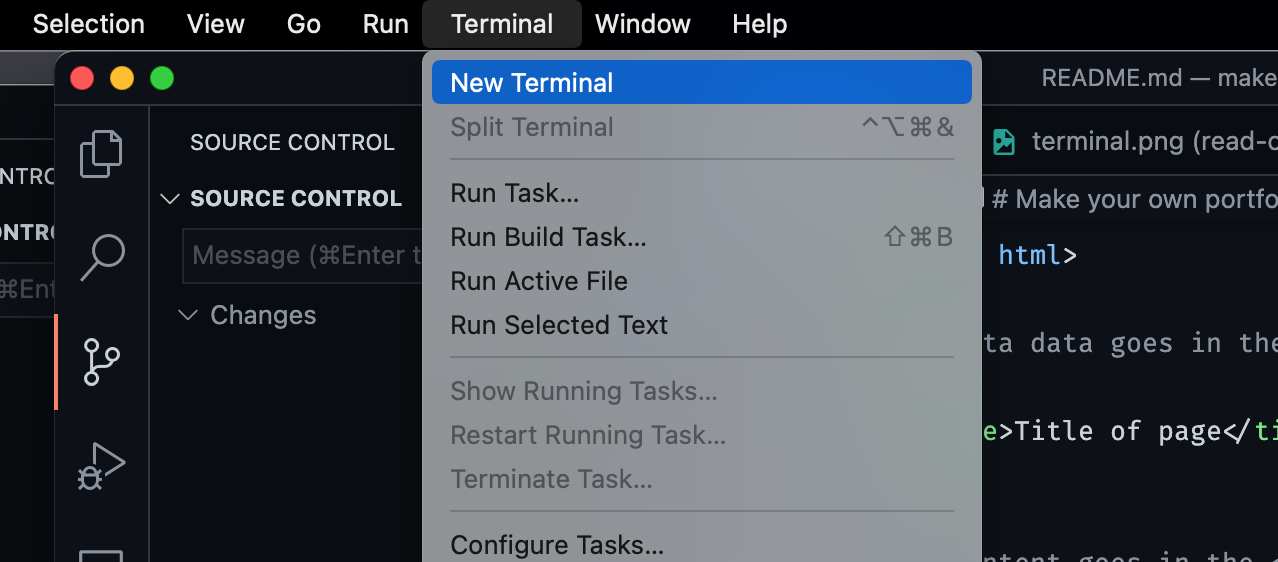 Selection View Go Run Terminal Window Help
README.md — make
New Terminal
Split Terminal ^⌥⌘&
SOURCE CONTROL
terminal.png (read-o
NTRO
Run Task...
SOURCE CONTROL
# Make your own portfo
ONTRO
Run Build Task... ⇧⌘B
Message (⌘Enter t
html>
⌘Ent
Run Active File
Changes
Run Selected Text
ta data goes in the
Show Running Tasks...
Restart Running Task...
e>Title of page</ti
Terminate Task...
Configure Tasks...
ntent goes in the